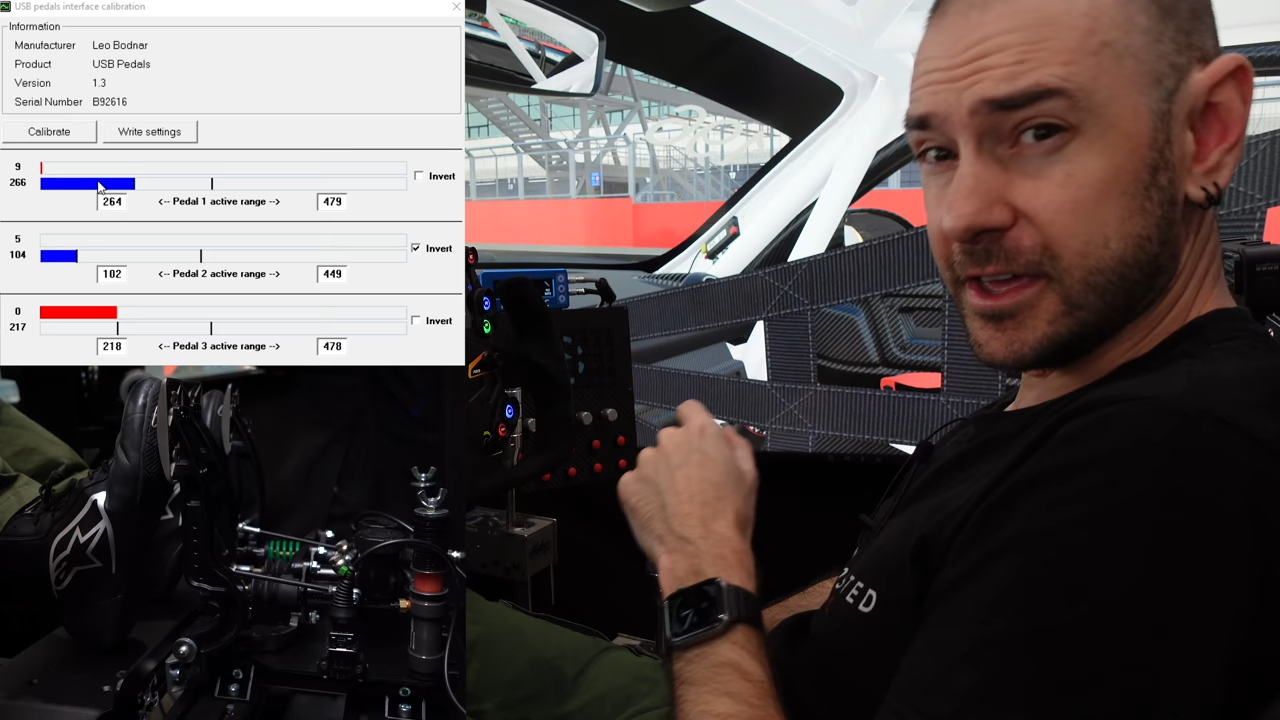 USB pedals interface calibration
Information
Manufacturer Leo Bodnar
Product USB Pedals
Version 1.3
Serial Number B92616
Calibrate Write settings
9
266 Invert
264 <-- Pedal 1 active range --> 479
5
104 Invert
102 <-- Pedal 2 active range --> 449
0
217 Invert
218 <-- Pedal 3 active range --> 478
STED